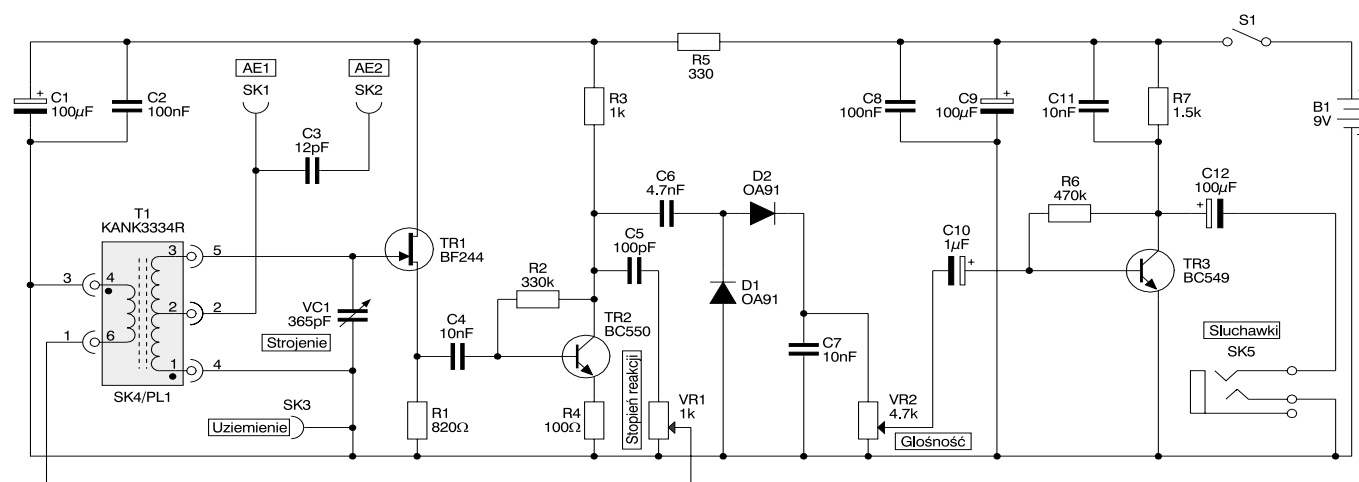 S1
AE1
AE2
SK1
SK2
R5
330
+
C1
100µF
C2
100nF
R3
1k
C8
100nF
C9
100µF
+
C11
10nF
R7
1.5k
B1
9V
C3
12pF
C6
4.7nF
D2
OA91
R6
470k
C12
100µF
+
T1
KANK3334R
TR1
BF244
C5
100pF
C10
1µF
+
3
4
3
5
R2
330k
D1
OA91
TR3
BC549
2
2
VC1
365pF
Strojenie
C4
10nF
TR2
BC550
1
6
Słuchawki
SK5
C7
10nF
1
4
SK4/PL1
SK3
Uziemienie
R1
820Ω
R4
100Ω
Stopień reakcji
VR1
1k
VR2
4.7k
Głośność